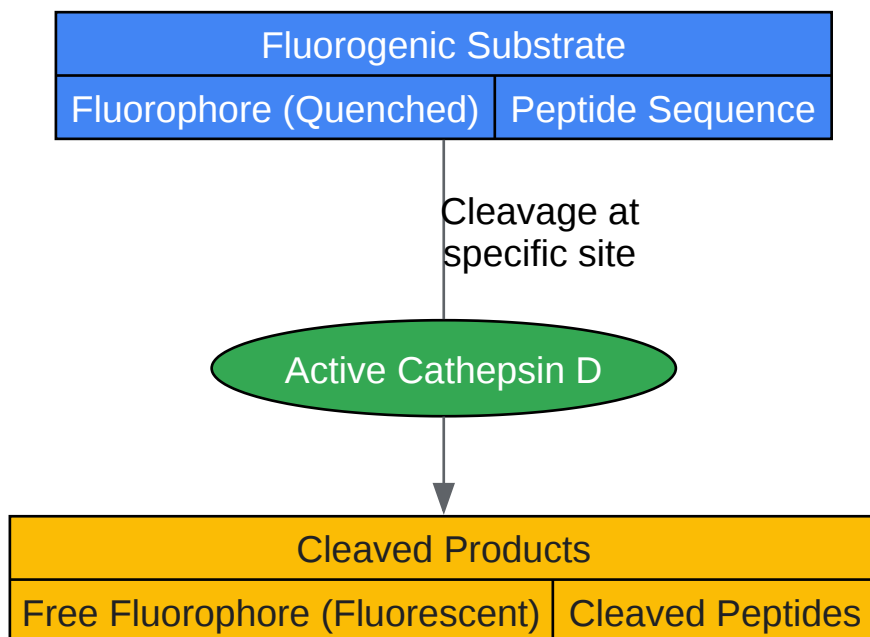 Fluorogenic Substrate
Fluorophore (Quenched)
Peptide Sequence
Cleavage at
specific site
Active Cathepsin D
Cleaved Products
Free Fluorophore (Fluorescent)
Cleaved Peptides